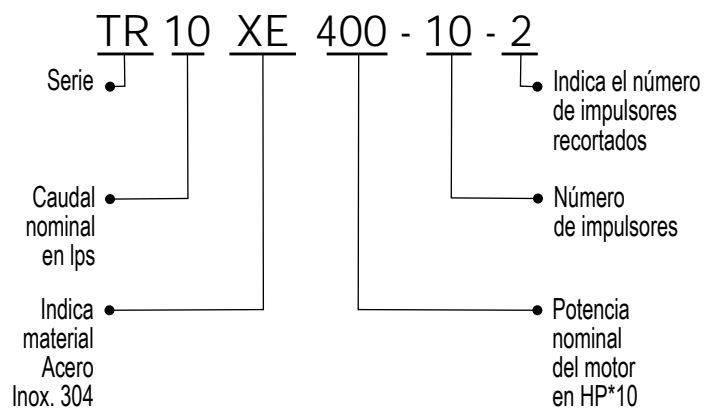 TR 10 XE 400 - 10 - 2
Serie
Indica el número
de impulsores
recortados
Caudal
nominal
en lps
Número
de impulsores
Indica
material
Acero
Inox. 304
Potencia
nominal
del motor
en HP*10